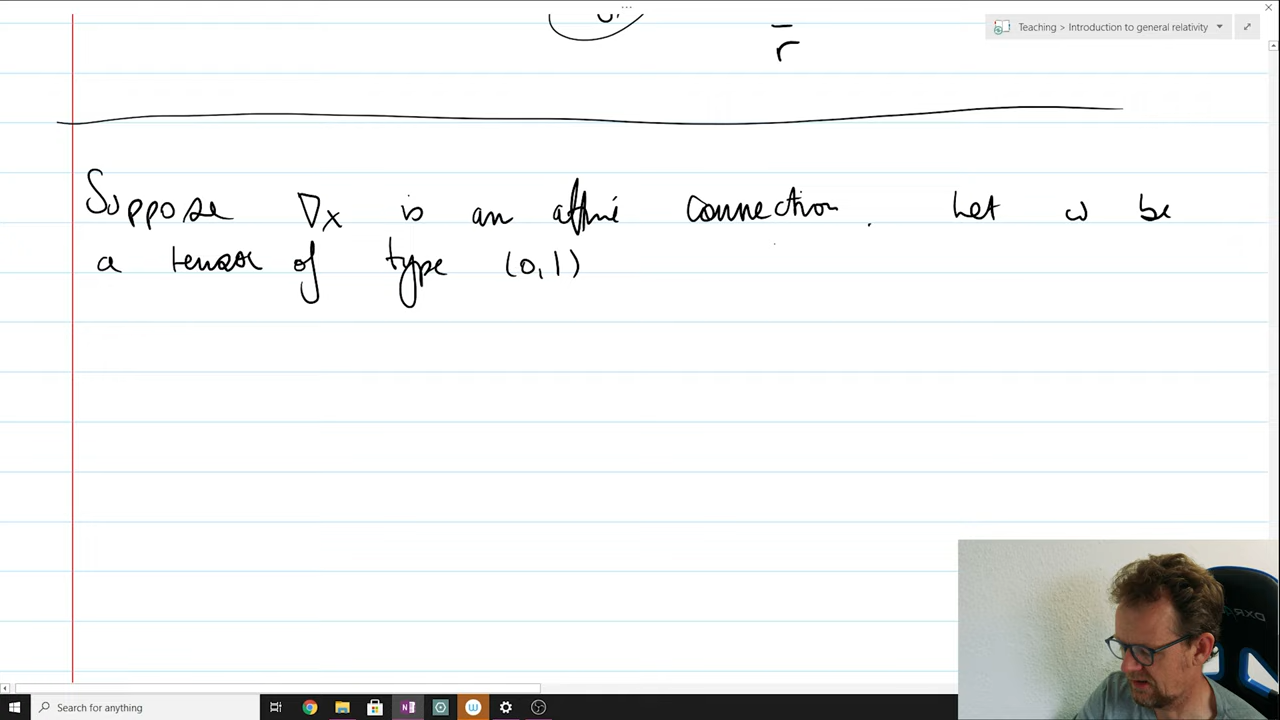 r
Teaching > Introduction to general relativity
Suppose ∇x is an affine connection. Let ω be
a tensor of type (0,1)
Search for anything